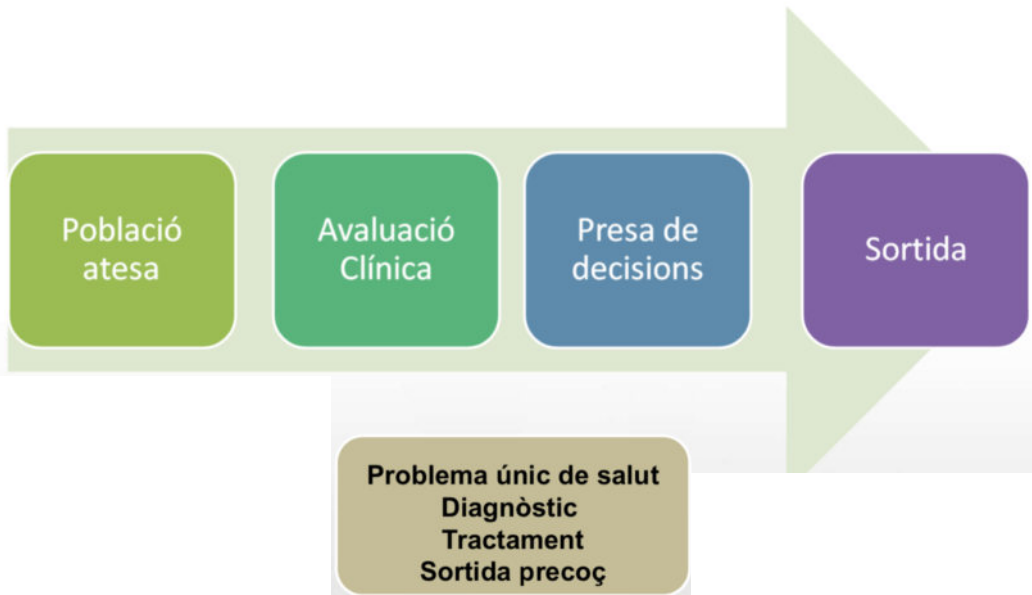 Població
atesa
Avaluació
Clínica
Presa de
decisions
Sortida
Problema únic de salut
Diagnòstic
Tractament
Sortida precoç